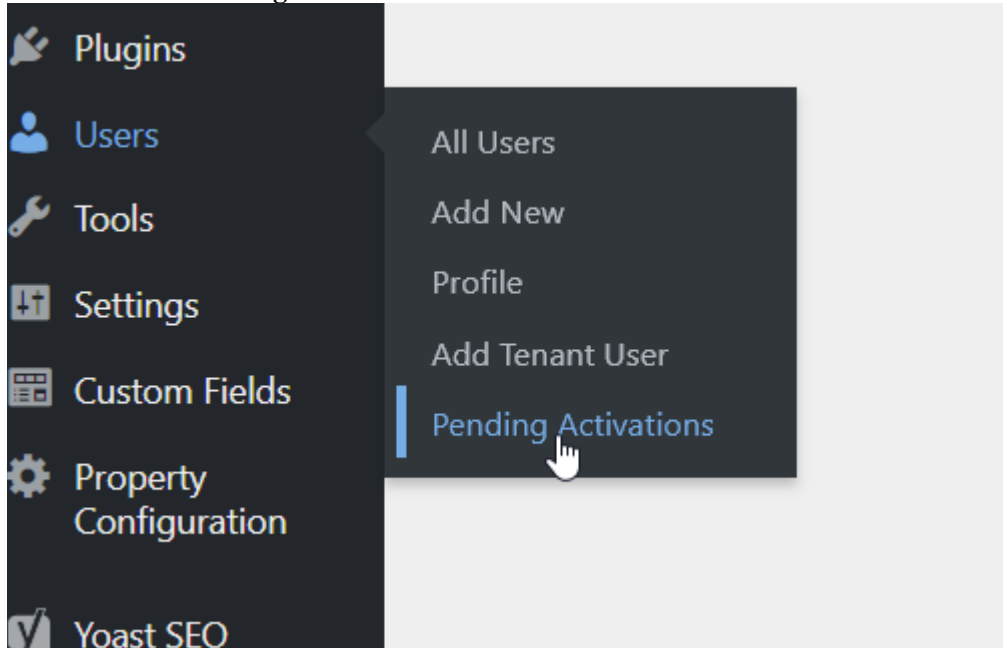 Plugins
Users
All Users
Add New
Profile
Add Tenant User
Pending Activations
Tools
Settings
Custom Fields
Property
Configuration
Yoast SEO